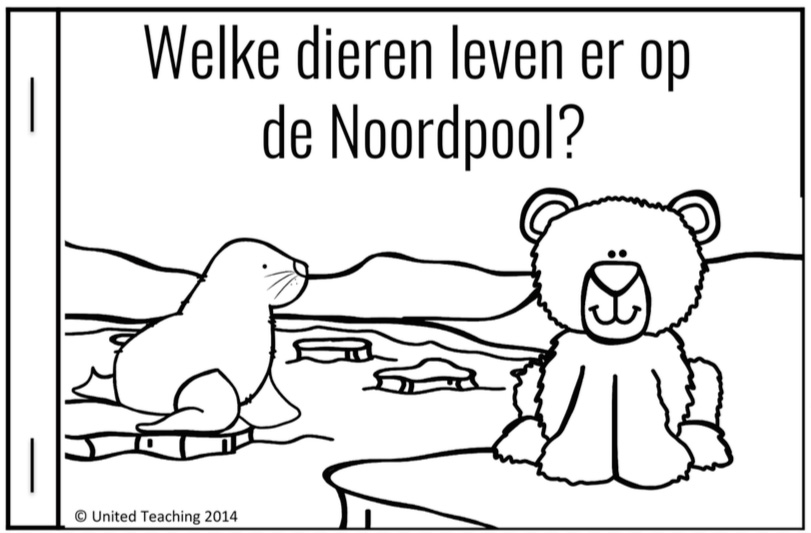 Welke dieren leven er op
de Noordpool?
© United Teaching 2014